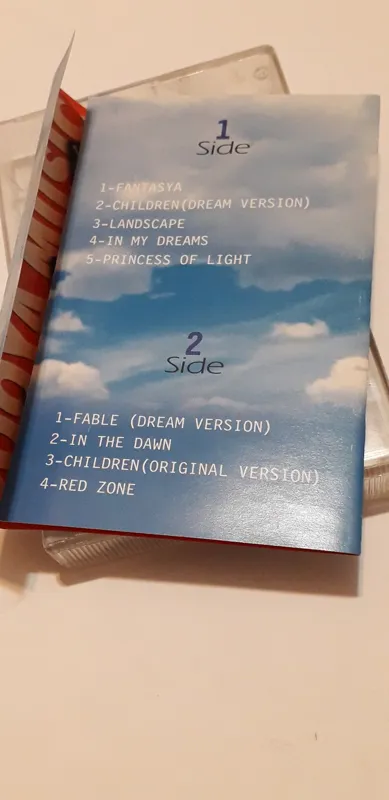 1
Side
1-FANTASYA
2-CHILDREN(DREAM VERSION)
3-LANDSCAPE
4-IN MY DREAMS
5-PRINCESS OF LIGHT
2
Side
1-FABLE (DREAM VERSION)
2-IN THE DAWN
3-CHILDREN(ORIGINAL VERSION)
4-RED ZONE